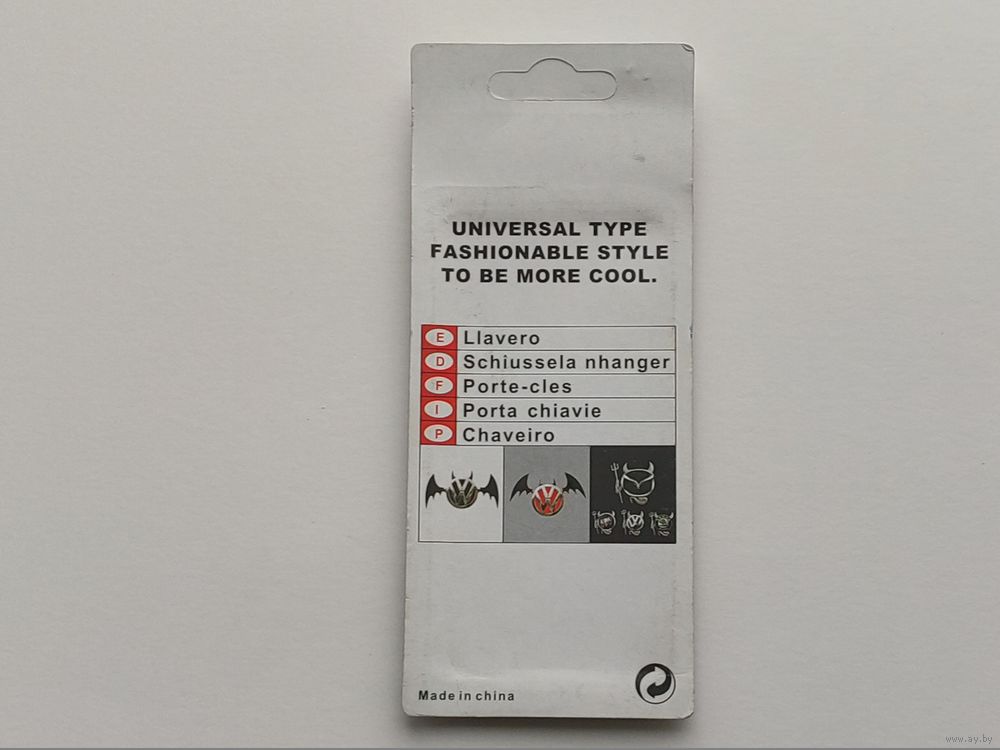 UNIVERSAL TYPE
FASHIONABLE STYLE
TO BE MORE COOL.
E Llavero
D Schiussela nhanger
F Porte-cles
I Porta chiavie
P Chaveiro
Made in china
www.ay.by